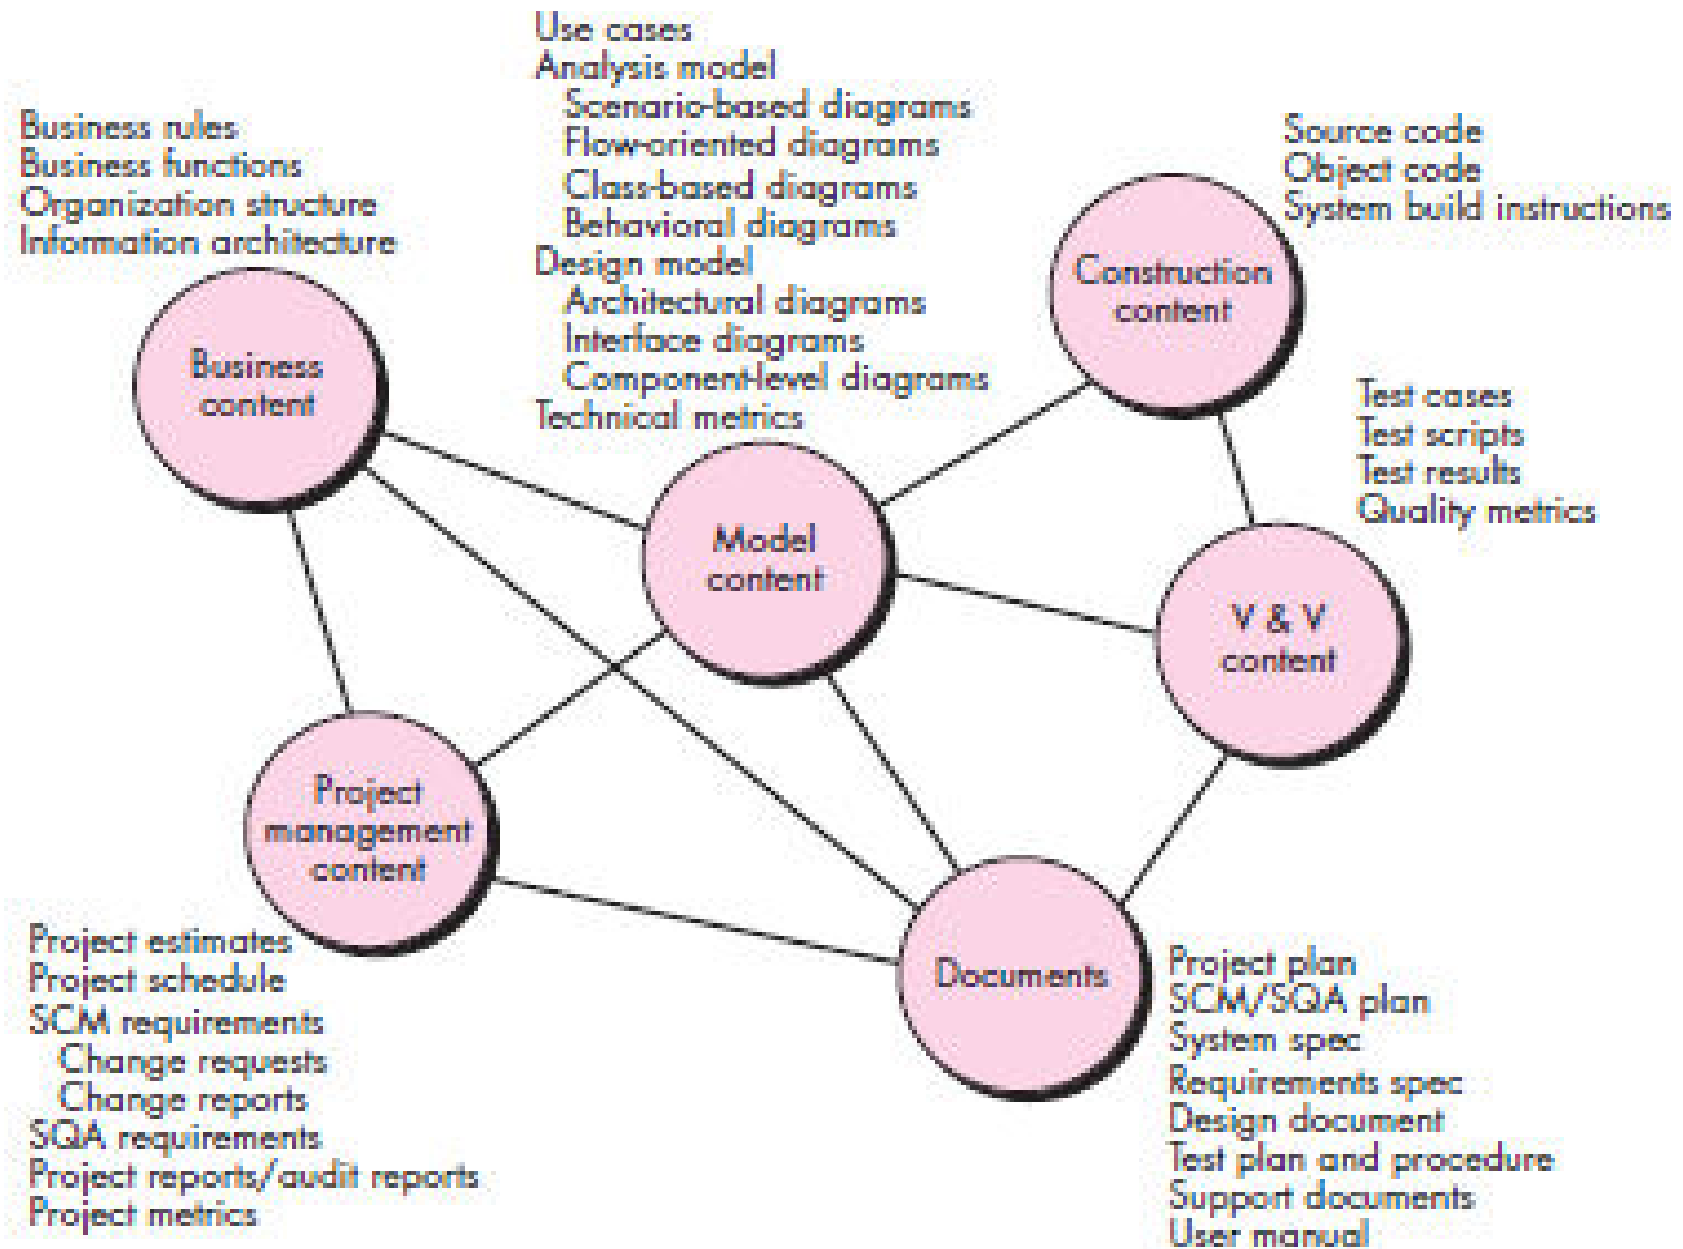 Use cases
Analysis model
Scenario-based diagrams
Flow-oriented diagrams
Class-based diagrams
Behavioral diagrams
Design model
Architectural diagrams
Interface diagrams
Component-level diagrams
Technical metrics
Business rules
Business functions
Organization structure
Information architecture
Source code
Object code
System build instructions
Construction
content
Business
content
Test cases
Test scripts
Test results
Quality metrics
Model
content
V & V
content
Project
management
content
Project estimates
Project schedule
SCM requirements
Change requests
Change reports
SQA requirements
Project reports/audit reports
Project metrics
Documents
Project plan
SCM/SQA plan
System spec
Requirements spec
Design document
Test plan and procedure
Support documents
User manual